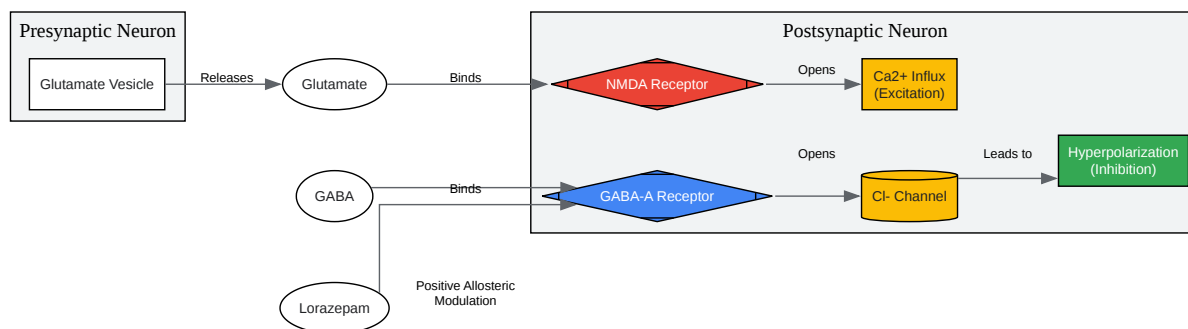 Presynaptic Neuron
Postsynaptic Neuron
Glutamate Vesicle
Releases
Glutamate
Binds
NMDA Receptor
Opens
Ca2+ Influx
(Excitation)
GABA
Binds
GABA-A Receptor
Opens
Cl- Channel
Leads to
Hyperpolarization
(Inhibition)
Lorazepam
Positive Allosteric
Modulation